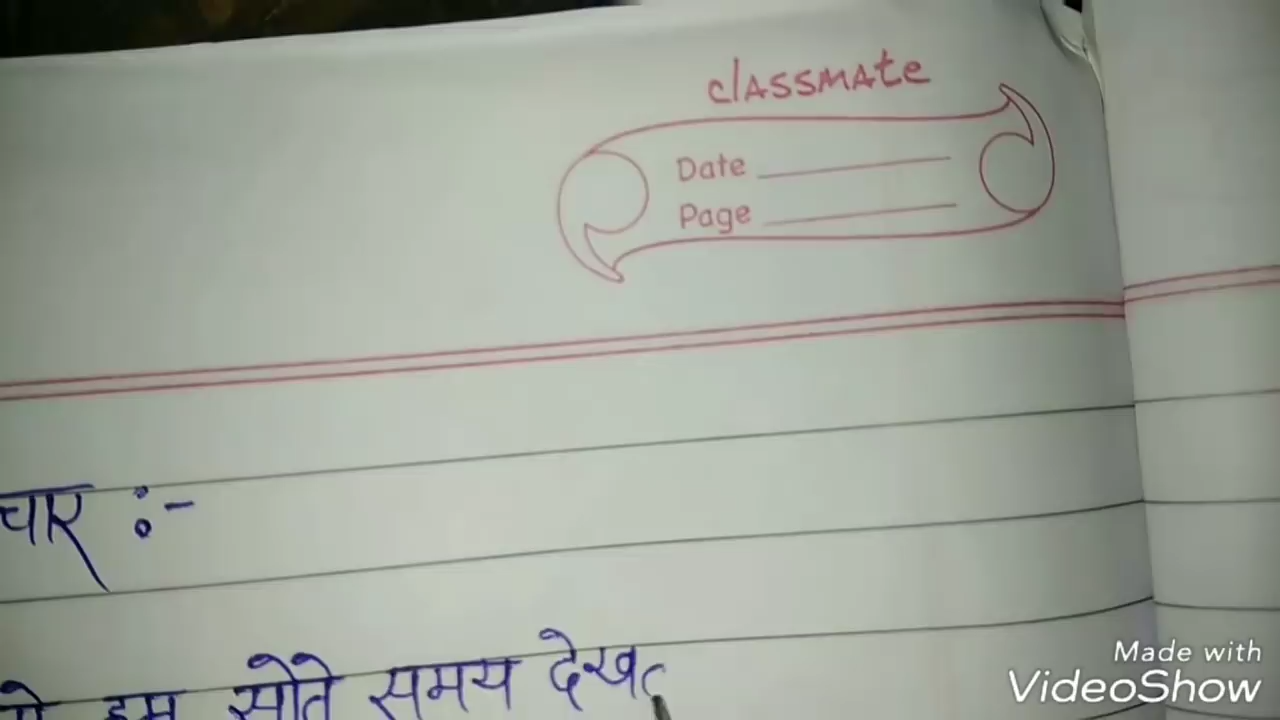 classmate
Date
Page
चार :-
हम सोते समय देख
Made with
VideoShow